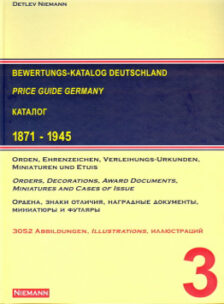 Detlev Niemann
BEWERTUNGS-KATALOG DEUTSCHLAND
PRICE GUIDE GERMANY
КАТАЛОГ
1871 - 1945
Orden, Ehrenzeichen, Verleihungs-Urkunden,
Miniaturen und Etuis
Orders, Decorations, Award Documents,
Miniatures and Cases of Issue
Ордена, знаки отличия, наградные документы,
миниатюры и футляры
3052 Abbildungen, Illustrations, иллюстраций
3
Niemann